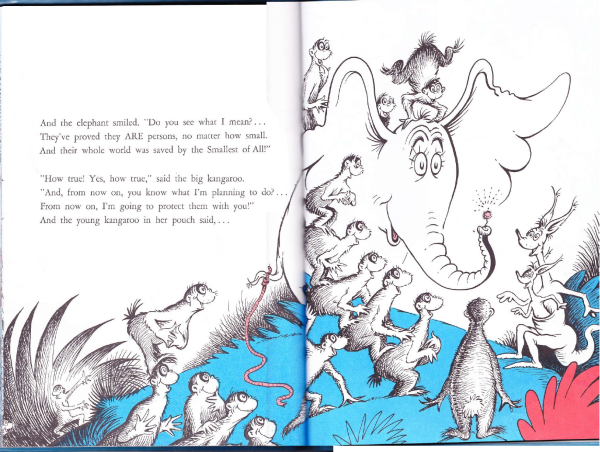 And the elephant smiled. "Do you see what I mean?...
They've proved they ARE persons, no matter how small.
And their whole world was saved by the Smallest of All!"
"How true! Yes, how true," said the big kangaroo.
"And, from now on, you know what I'm planning to do?...
From now on, I'm going to protect them with you!"
And the young kangaroo in her pouch said,...